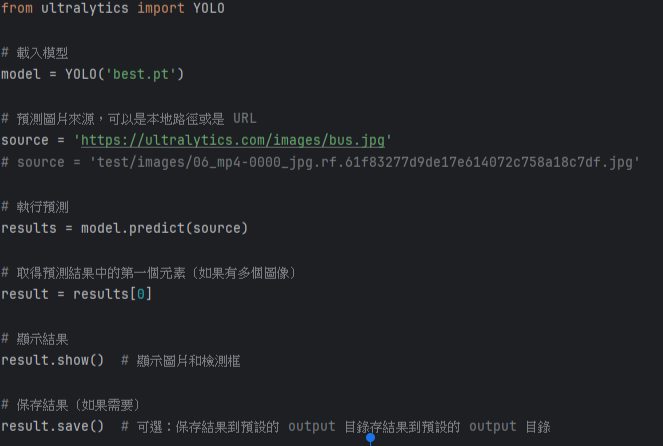 from ultralytics import YOLO
# 載入模型
model = YOLO('best.pt')
# 預測圖片來源，可以是本地路徑或是 URL
source = 'https://ultralytics.com/images/bus.jpg'
# source = 'test/images/06_mp4-0000_jpg.rf.61f83277d9de17e614072c758a18c7df.jpg'
# 執行預測
results = model.predict(source)
# 取得預測結果中的第一個元素（如果有多個圖像）
result = results[0]
# 顯示結果
result.show()  # 顯示圖片和檢測框
# 保存結果（如果需要）
result.save()  # 可選：保存結果到預設的 output 目錄存結果到預設的 output 目錄